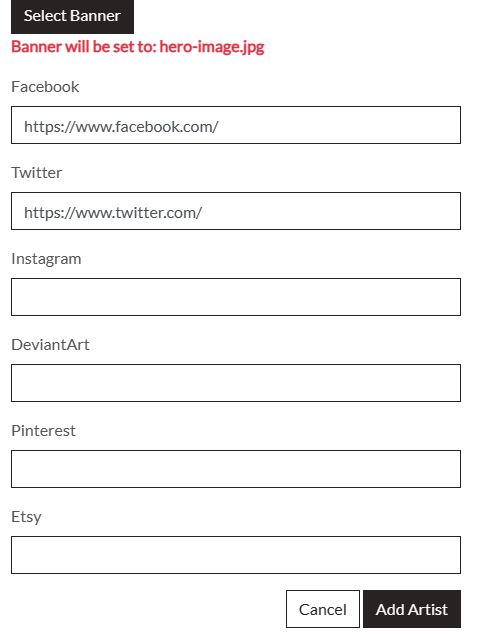 Select Banner
Banner will be set to: hero-image.jpg
Facebook
https://www.facebook.com/
Twitter
https://www.twitter.com/
Instagram
DeviantArt
Pinterest
Etsy
Cancel Add Artist